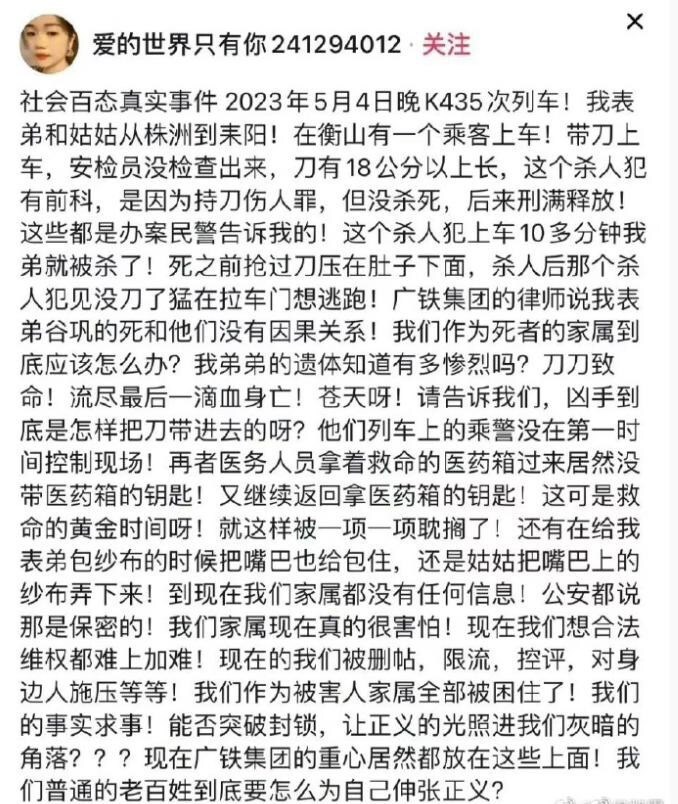 爱的世界只有你241294012 · 关注
社会百态真实事件 2023年5月4日晚K435次列车！我表
弟和姑姑从株洲到耒阳！在衡山有一个乘客上车！带刀上
车，安检员没检查出来，刀有18公分以上长，这个杀人犯
有前科，是因为持刀伤人罪，但没杀死，后来刑满释放！
这些都是办案民警告诉我的！这个杀人犯上车10多分钟我
弟就被杀了！死之前抢过刀压在肚子下面，杀人后那个杀
人犯见没刀了猛在拉车门想逃跑！广铁集团的律师说我表
弟谷巩的死和他们没有因果关系！我们作为死者的家属到
底应该怎么办？我弟弟的遗体知道有多惨烈吗？刀刀致
命！流尽最后一滴血身亡！苍天呀！请告诉我们，凶手到
底是怎样把刀带进去的呀？他们列车上的乘警没在第一时
间控制现场！再者医务人员拿着救命的医药箱过来居然没
带医药箱的钥匙！又继续返回拿医药箱的钥匙！这可是救
命的黄金时间呀！就这样被一项一项耽搁了！还有在给我
表弟包纱布的时候把嘴巴也给包住，还是姑姑把嘴巴上的
纱布弄下来！到现在我们家属都没有任何信息！公安都说
那是保密的！我们家属现在真的很害怕！现在我们想合法
维权都难上加难！现在的我们被删帖，限流，控评，对身
边人施压等等！我们作为被害人家属全部被困住了！我们
的事实求事！能否突破封锁，让正义的光照进我们灰暗的
角落？？？现在广铁集团的重心居然都放在这些上面！我
们普通的老百姓到底要怎么为自己伸张正义？